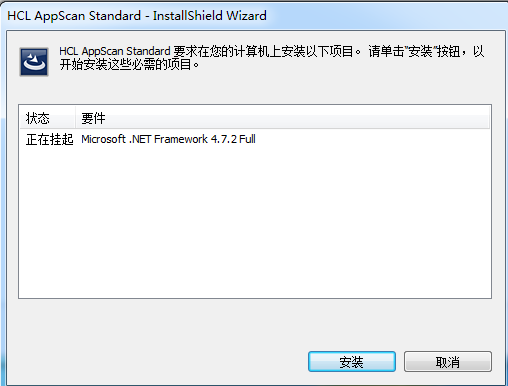 HCL AppScan Standard - InstallShield Wizard
HCL AppScan Standard 要求在您的计算机上安装以下项目。 请单击"安装"按钮，以
开始安装这些必需的项目。
状态 要件
正在挂起 Microsoft .NET Framework 4.7.2 Full
安装 取消